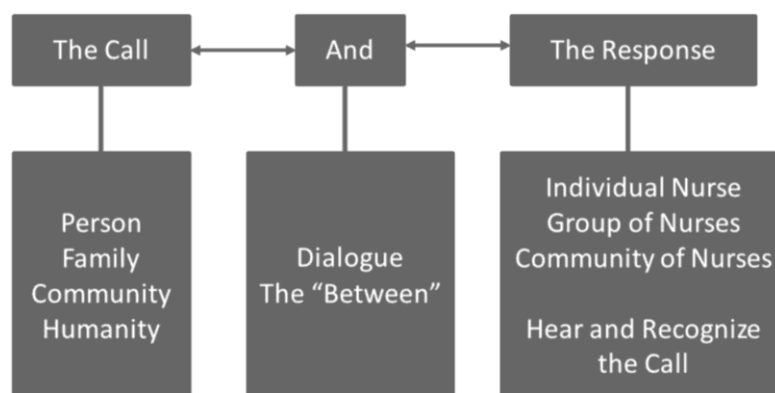 The Call
And
The Response
Person
Family
Community
Humanity
Dialogue
The “Between”
Individual Nurse
Group of Nurses
Community of Nurses
Hear and Recognize
the Call